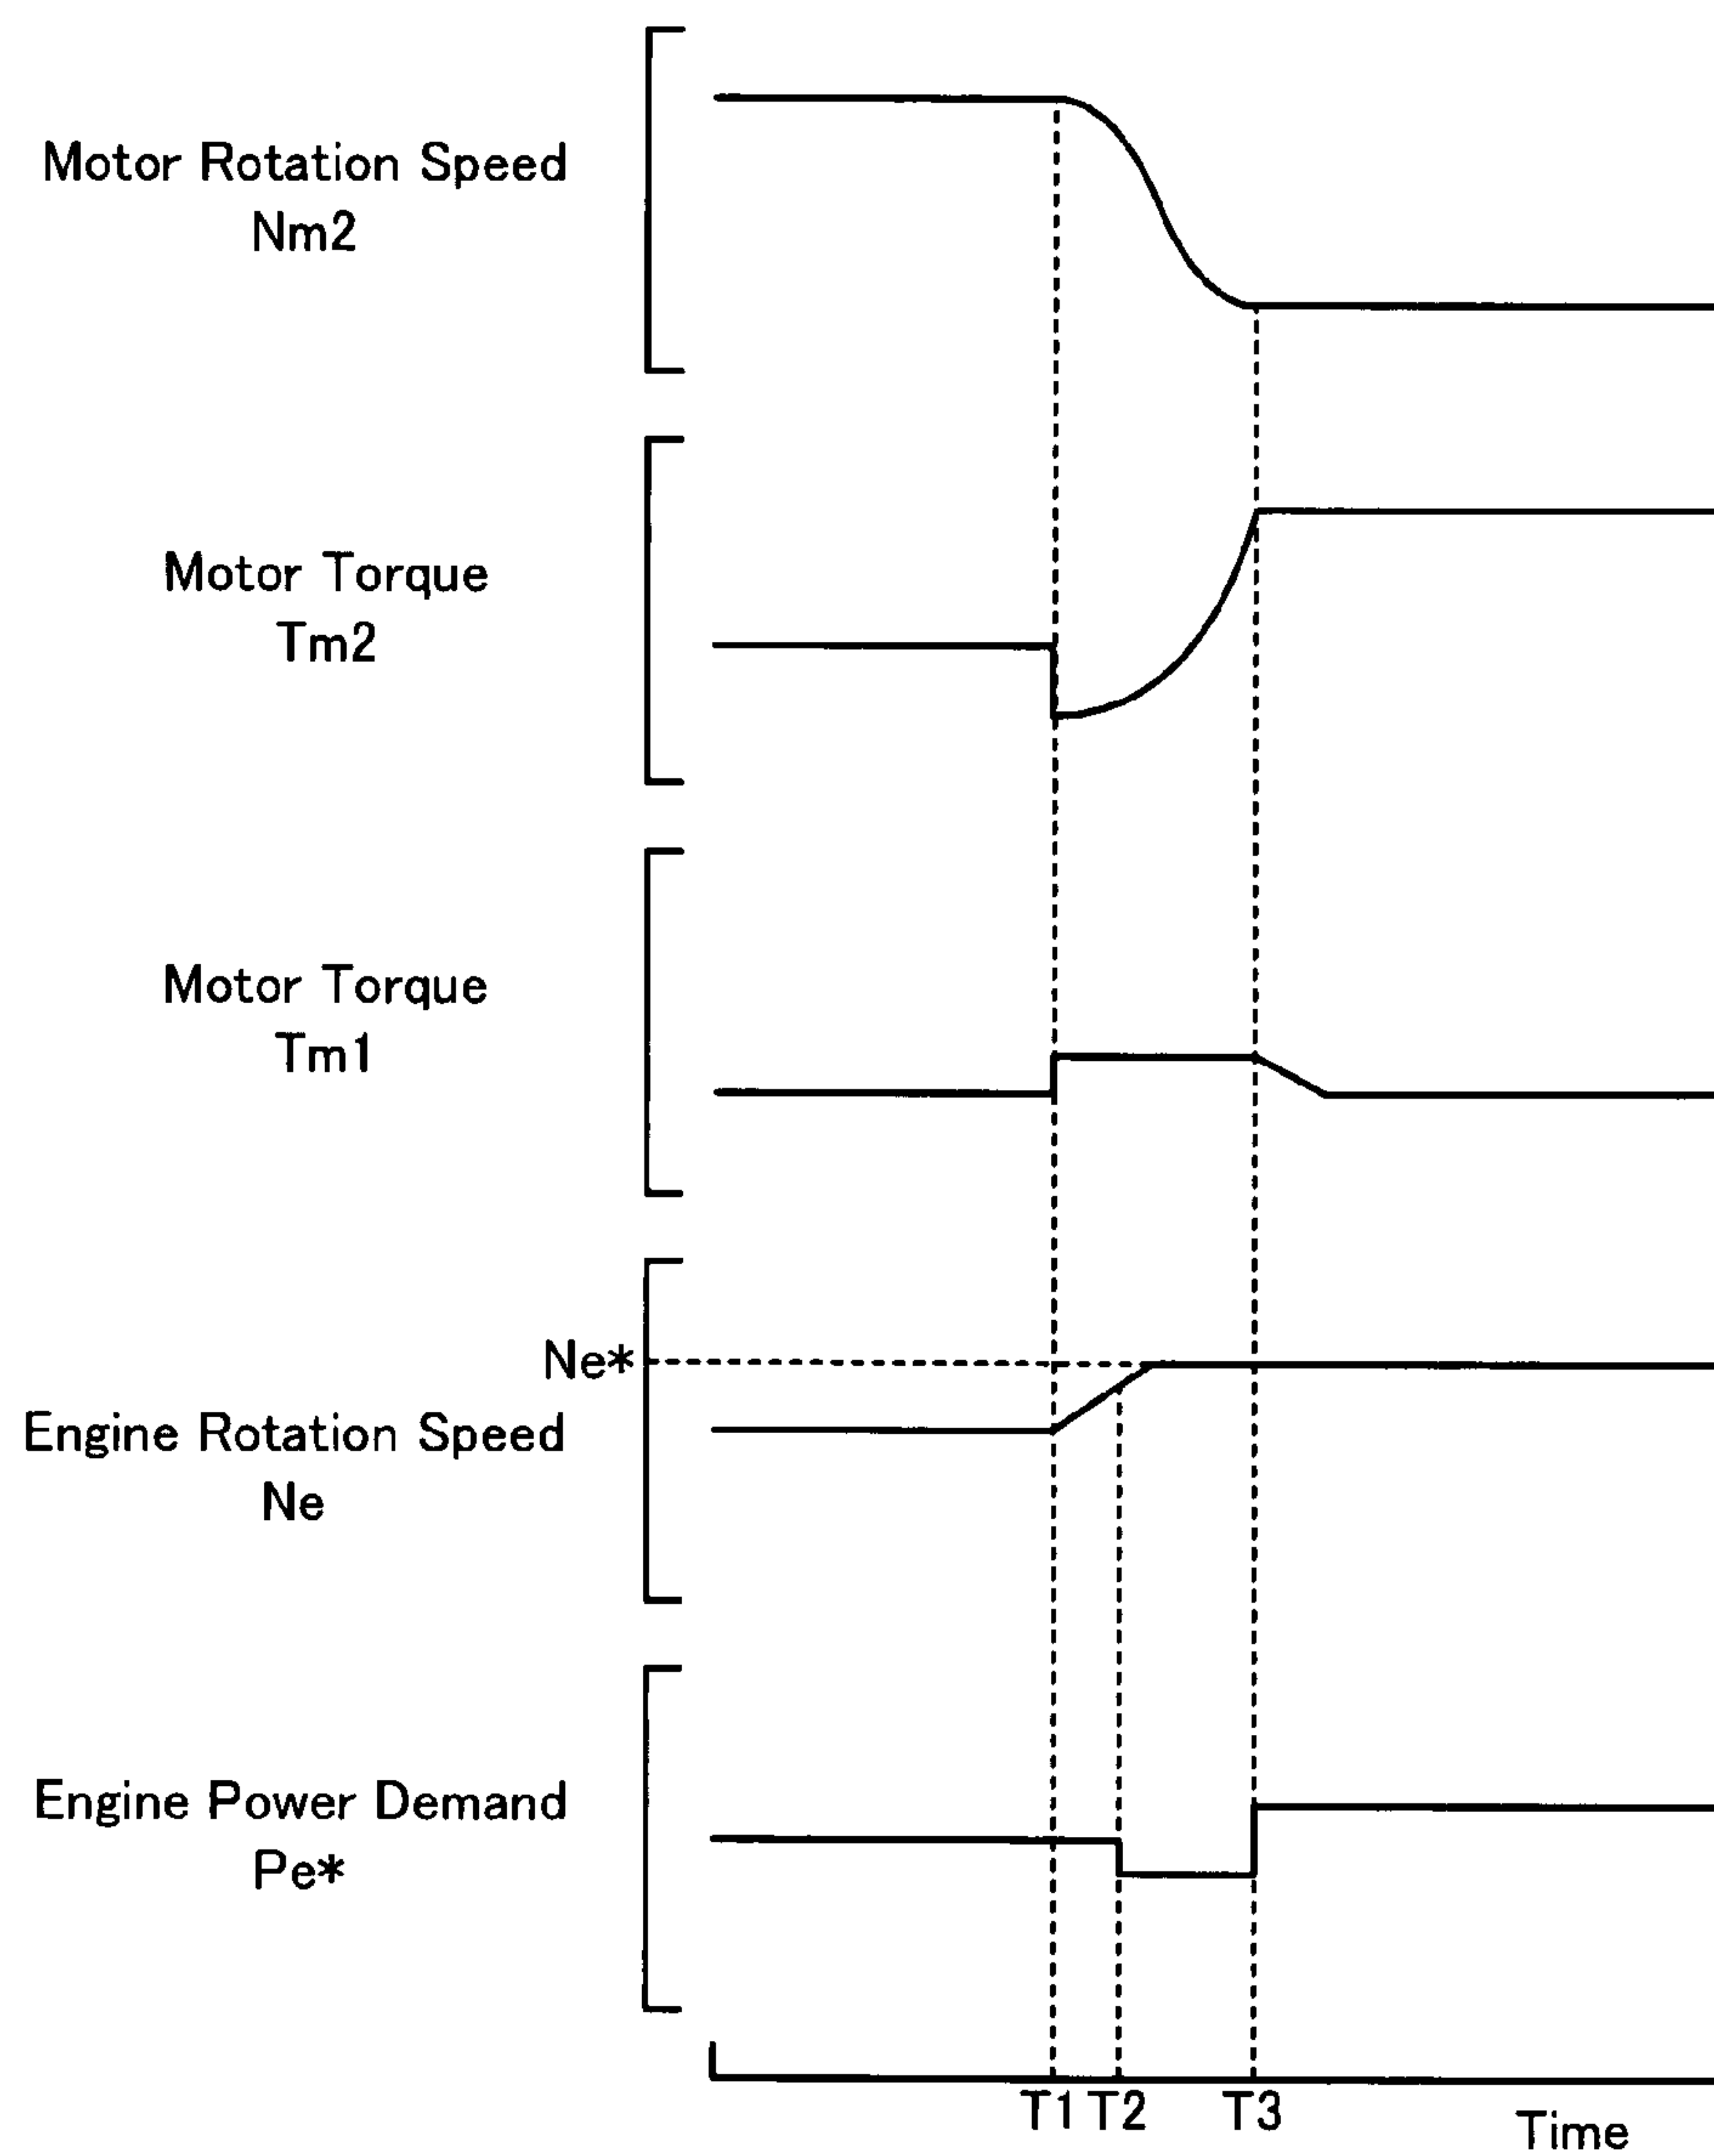 Motor Rotation Speed
Nm2
Motor Torque
Tm2
Motor Torque
Tm1
Ne*
Engine Rotation Speed
Ne
Engine Power Demand
Pe*
T1 T2 T3
Time